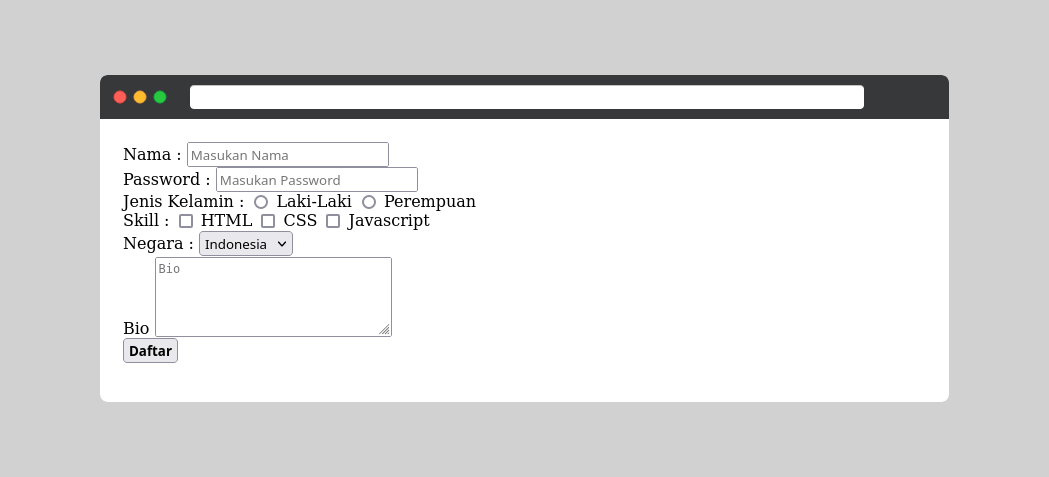 Nama : Masukan Nama
Password : Masukan Password
Jenis Kelamin : Laki-Laki Perempuan
Skill : HTML CSS Javascript
Negara : Indonesia
Bio
Bio
Daftar